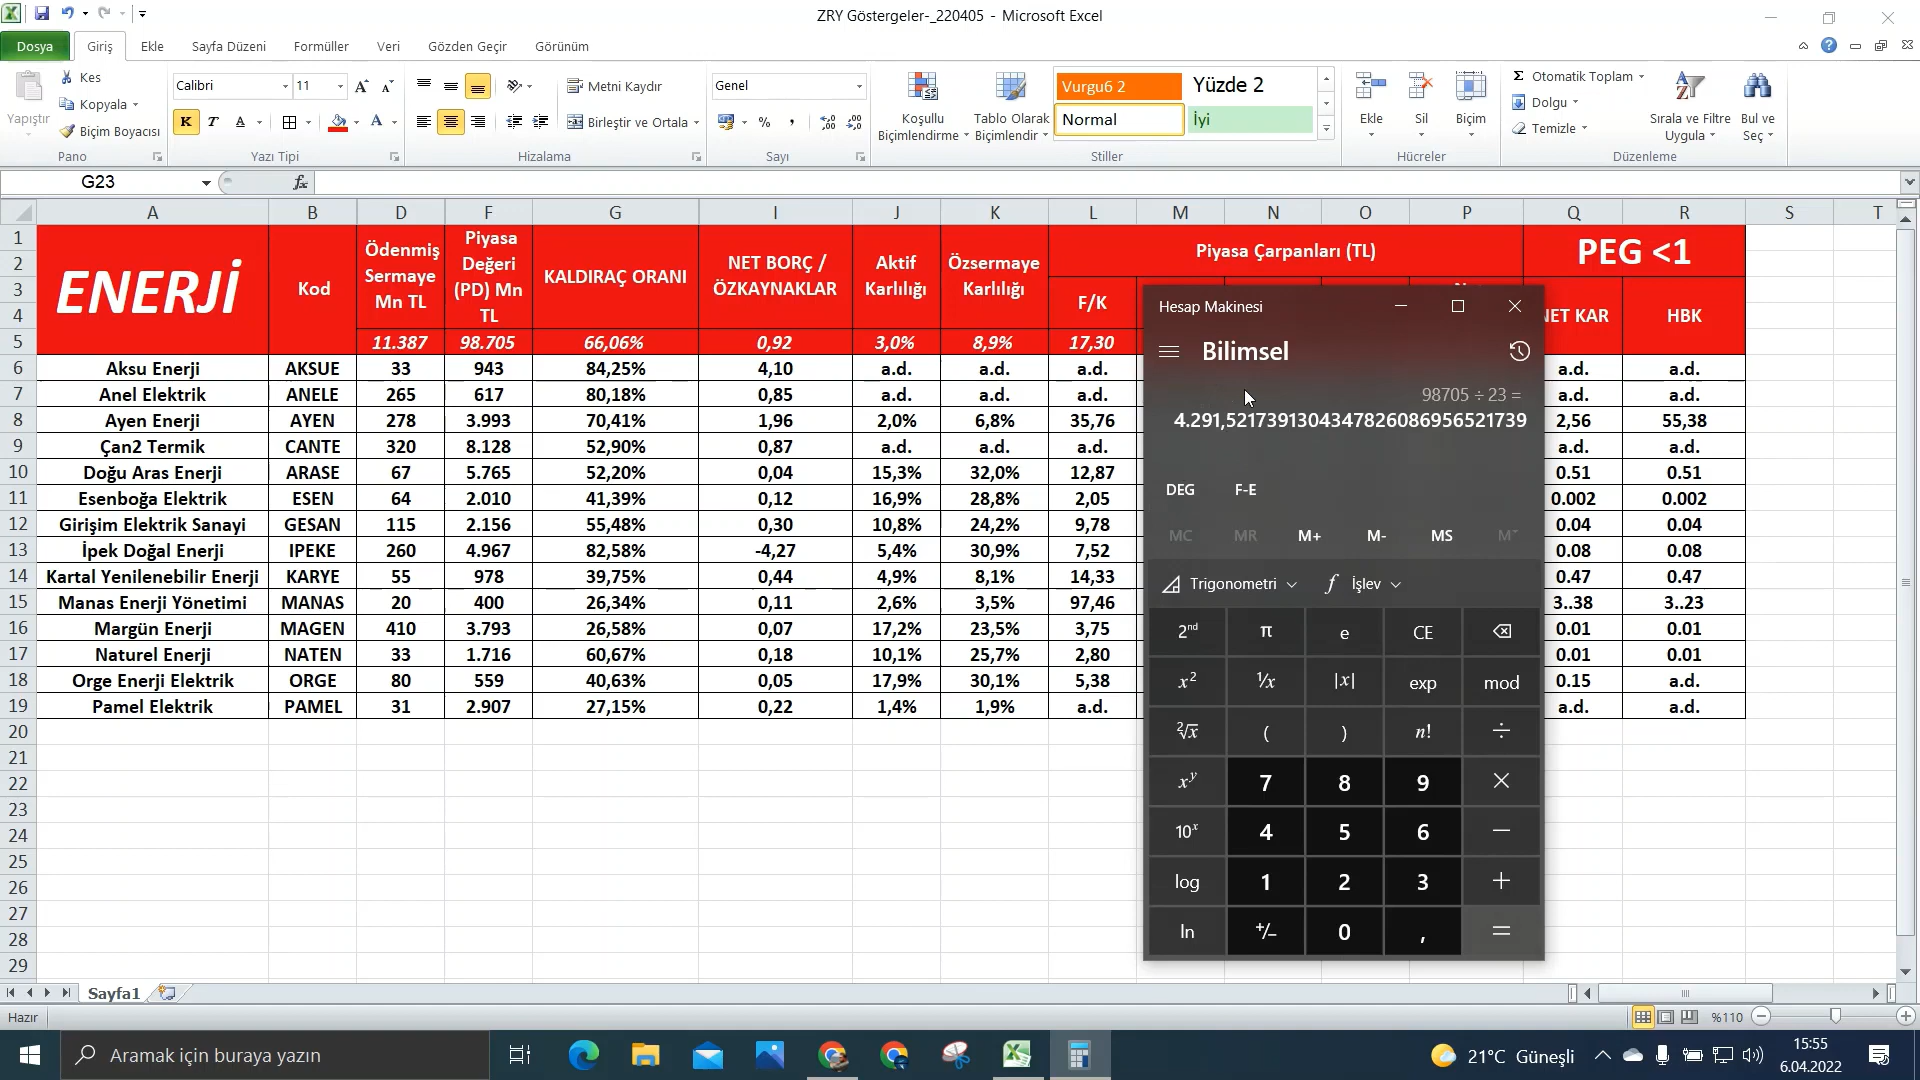 ZRY Göstergeler-_220405 - Microsoft Excel
Dosya Giriş Ekle Sayfa Düzeni Formüller Veri Gözden Geçir Görünüm
Yapıştır
Kes
Kopyala
Biçim Boyacısı
Pano
Calibri 11
K T A
Yazı Tipi
Metni Kaydır
Birleştir ve Ortala
Hizalama
Genel
Sayı
Koşullu Biçimlendirme
Tablo Olarak Biçimlendir
Vurgu6 2 Yüzde 2
Normal İyi
Stiller
Ekle Sil Biçim
Hücreler
Otomatik Toplam
Dolgu
Temizle
Sırala ve Filtre Uygula
Bul ve Seç
Düzenleme
G23 fx
A B D F G I J K L M N O P Q R S T
ENERJİ
Kod
Ödenmiş Sermaye Mn TL
Piyasa Değeri (PD) Mn TL
KALDIRAÇ ORANI
NET BORÇ / ÖZKAYNAKLAR
Aktif Karlılığı
Özsermaye Karlılığı
Piyasa Çarpanları (TL)
F/K
PEG <1
NET KAR
HBK
1
2
3
4
5 11.387 98.705 66,06% 0,92 3,0% 8,9% 17,30
6 Aksu Enerji AKSUE 33 943 84,25% 4,10 a.d. a.d. a.d. a.d. a.d.
7 Anel Elektrik ANELE 265 617 80,18% 0,85 a.d. a.d. a.d. a.d. a.d.
8 Ayen Enerji AYEN 278 3.993 70,41% 1,96 2,0% 6,8% 35,76 2,56 55,38
9 Çan2 Termik CANTE 320 8.128 52,90% 0,87 a.d. a.d. a.d. a.d. a.d.
10 Doğu Aras Enerji ARASE 67 5.765 52,20% 0,04 15,3% 32,0% 12,87 0.51 0.51
11 Esenboğa Elektrik ESEN 64 2.010 41,39% 0,12 16,9% 28,8% 2,05 0.002 0.002
12 Girişim Elektrik Sanayi GESAN 115 2.156 55,48% 0,30 10,8% 24,2% 9,78 0.04 0.04
13 İpek Doğal Enerji IPEKE 260 4.967 82,58% -4,27 5,4% 30,9% 7,52 0.08 0.08
14 Kartal Yenilenebilir Enerji KARYE 55 978 39,75% 0,44 4,9% 8,1% 14,33 0.47 0.47
15 Manas Enerji Yönetimi MANAS 20 400 26,34% 0,11 2,6% 3,5% 97,46 3..38 3..23
16 Margün Enerji MAGEN 410 3.793 26,58% 0,07 17,2% 23,5% 3,75 0.01 0.01
17 Naturel Enerji NATEN 33 1.716 60,67% 0,18 10,1% 25,7% 2,80 0.01 0.01
18 Orge Enerji Elektrik ORGE 80 559 40,63% 0,05 17,9% 30,1% 5,38 0.15 a.d.
19 Pamel Elektrik PAMEL 31 2.907 27,15% 0,22 1,4% 1,9% a.d. a.d. a.d.
20
21
22
23
24
25
26
27
28
29
Hesap Makinesi
Bilimsel
98705 ÷ 23 =
4.291,5217391304347826086956521739
DEG F-E
MC MR M+ M- MS M˅
Trigonometri f İşlev
2nd π e CE
x² ¹/x |x| exp mod
²√x ( ) n! ÷
xʸ 7 8 9 ×
10ˣ 4 5 6 −
log 1 2 3 +
ln +/− 0 , =
Sayfa1
Hazır %110
Aramak için buraya yazın
21°C Güneşli
15:55
6.04.2022